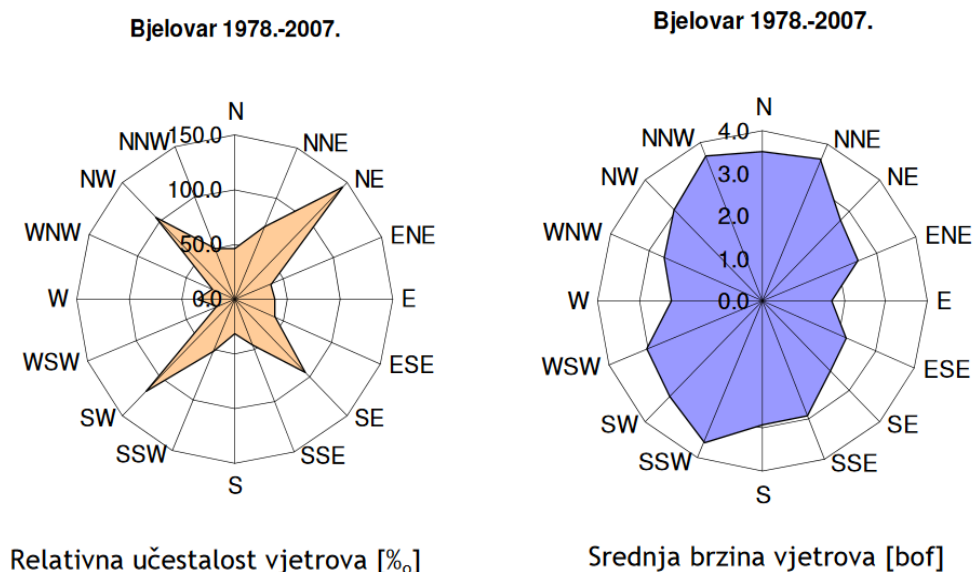 Bjelovar 1978.-2007.
N
NNE
NE
ENE
E
ESE
SE
SSE
S
SSW
SW
WSW
W
WNW
NW
NNW
150.0
100.0
50.0
0.0
Relativna učestalost vjetrova [‰]
Bjelovar 1978.-2007.
N
NNE
NE
ENE
E
ESE
SE
SSE
S
SSW
SW
WSW
W
WNW
NW
NNW
4.0
3.0
2.0
1.0
0.0
Srednja brzina vjetrova [bof]